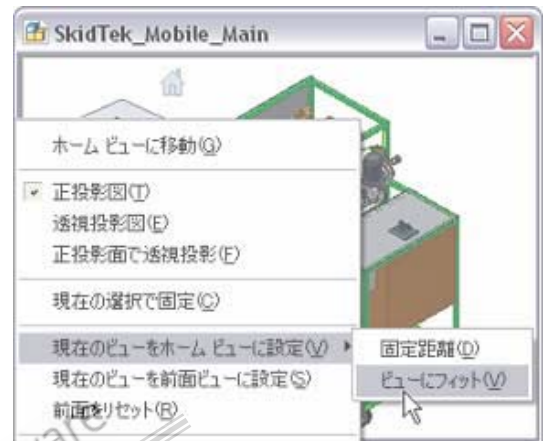 SkidTek_Mobile_Main
ホーム ビューに移動(G)
正投影図(T)
透視投影図(E)
正投影面で透視投影(F)
現在の選択で固定(C)
現在のビューをホーム ビューに設定(V)
固定距離(D)
ビューにフィット(V)
現在のビューを前面ビューに設定(S)
前面をリセット(R)